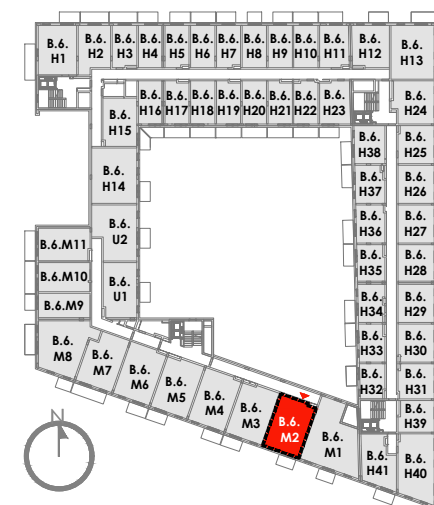 B.6.
H1
B.6.
H2
B.6.
H3
B.6.
H4
B.6.
H5
B.6.
H6
B.6.
H7
B.6.
H8
B.6.
H9
B.6.
H10
B.6.
H11
B.6.
H12
B.6.
H13
B.6.
H15
B.6.
H16
B.6.
H17
B.6.
H18
B.6.
H19
B.6.
H20
B.6.
H21
B.6.
H22
B.6.
H23
B.6.
H24
B.6.
H38
B.6.
H25
B.6.
H14
B.6.
H37
B.6.
H26
B.6.
U2
B.6.
H36
B.6.
H27
B.6.M11
B.6.
H35
B.6.
H28
B.6.M10
B.6.
U1
B.6.
H34
B.6.
H29
B.6.M9
B.6.
M8
B.6.
M7
B.6.
M6
B.6.
M5
B.6.
M4
B.6.
M3
B.6.
M2
B.6.
M1
B.6.
H33
B.6.
H30
B.6.
H32
B.6.
H31
B.6.
H39
B.6.
H41
B.6.
H40
N